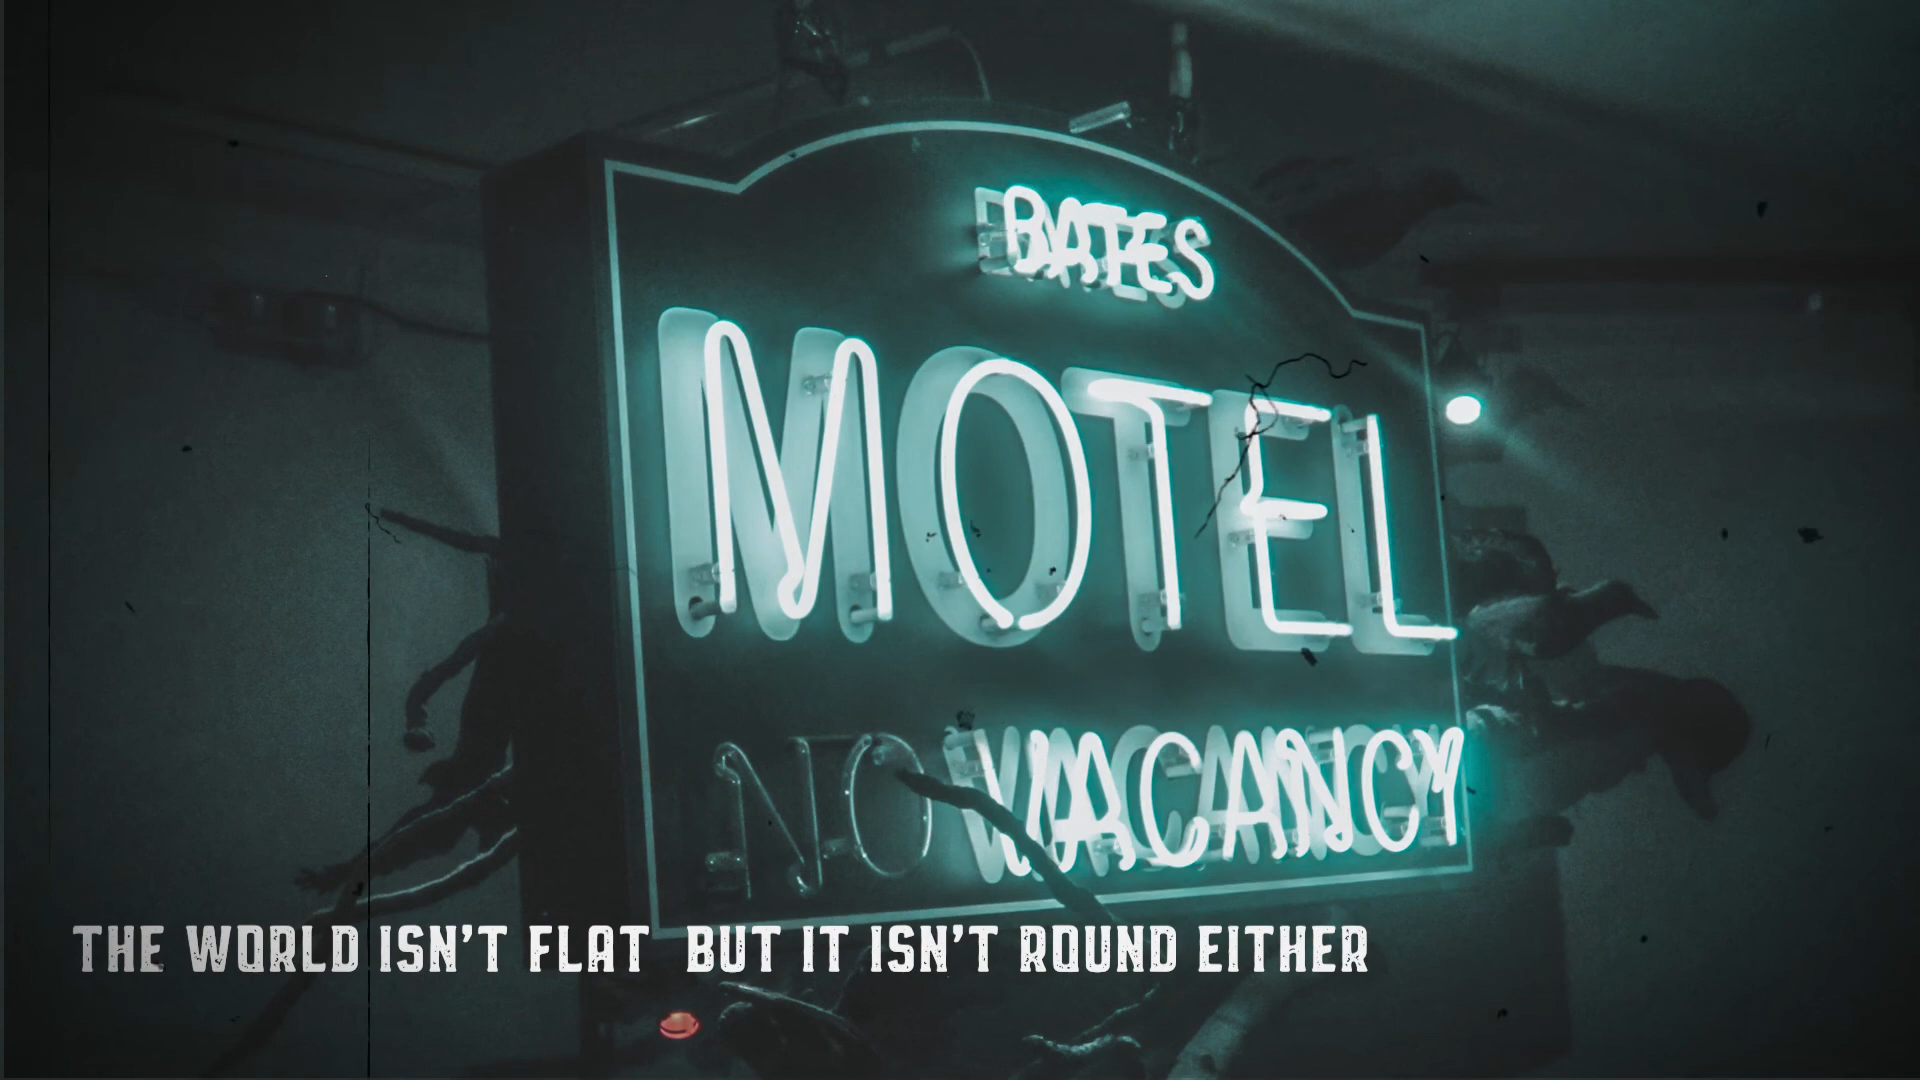 BATES
MOTEL
NO VACANCY
THE WORLD ISN'T FLAT BUT IT ISN'T ROUND EITHER